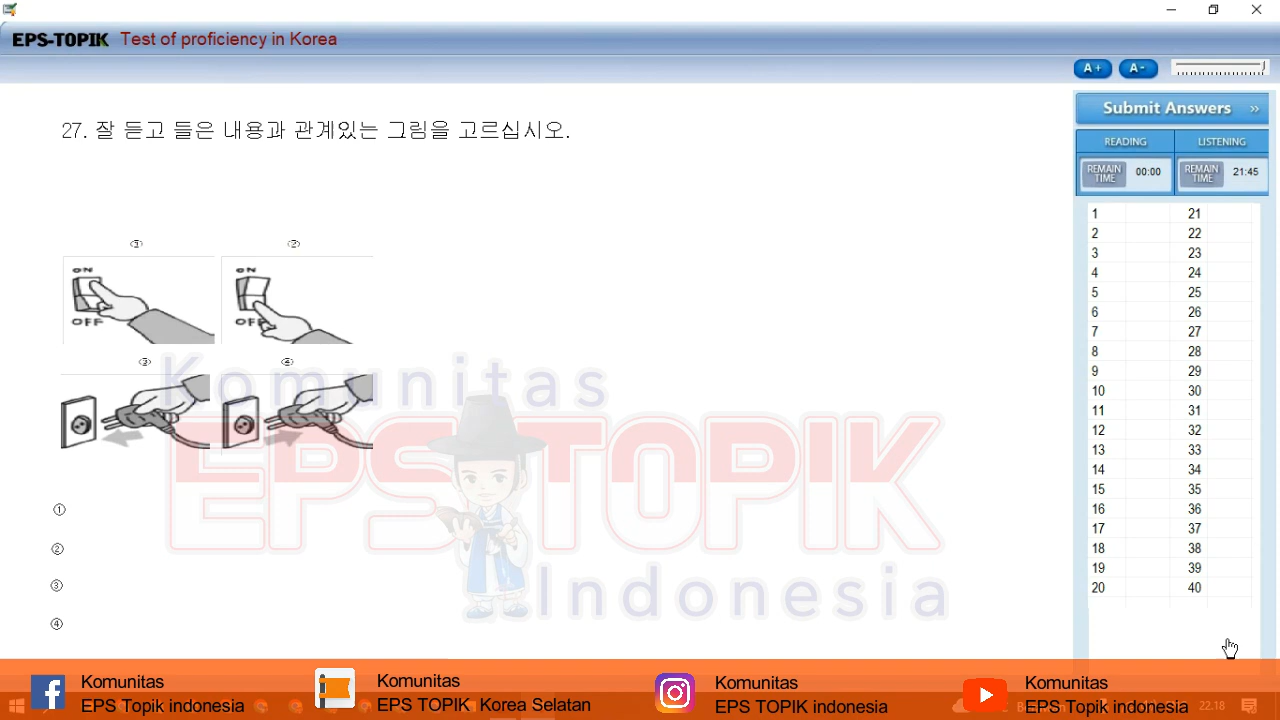 EPS-TOPIK Test of proficiency in Korea
A+ A-
Submit Answers »
READING LISTENING
REMAIN TIME 00:00 REMAIN TIME 21:45
27. 잘 듣고 들은 내용과 관계있는 그림을 고르십시오.
① ②
ON ON
OFF OFF
③ ④
①
②
③
④
1 21
2 22
3 23
4 24
5 25
6 26
7 27
8 28
9 29
10 30
11 31
12 32
13 33
14 34
15 35
16 36
17 37
18 38
19 39
20 40
Komunitas
EPS TOPIK
Indonesia
Komunitas
EPS Topik indonesia
Komunitas
EPS TOPIK Korea Selatan
Komunitas
EPS TOPIK indonesia
Komunitas
EPS Topik indonesia
22.18